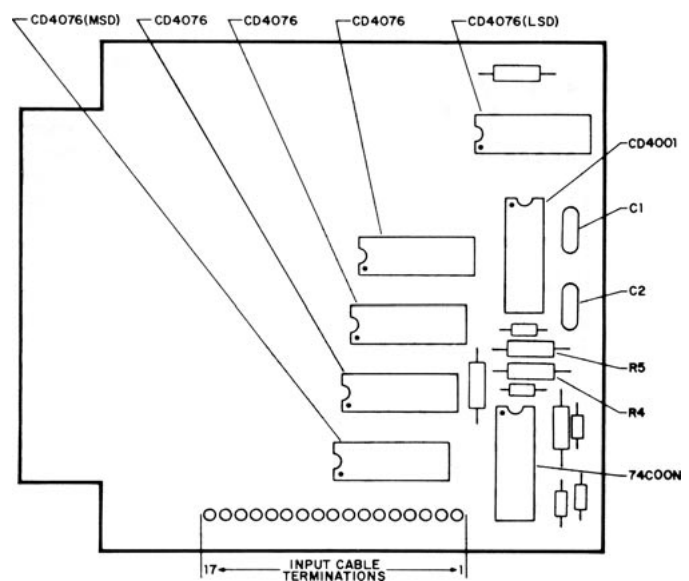 CD4076(MSD) CD4076 CD4076 CD4076 CD4076(LSD)
CD4001
C1
C2
R5
R4
74C00N
17 INPUT CABLE 1
TERMINATIONS